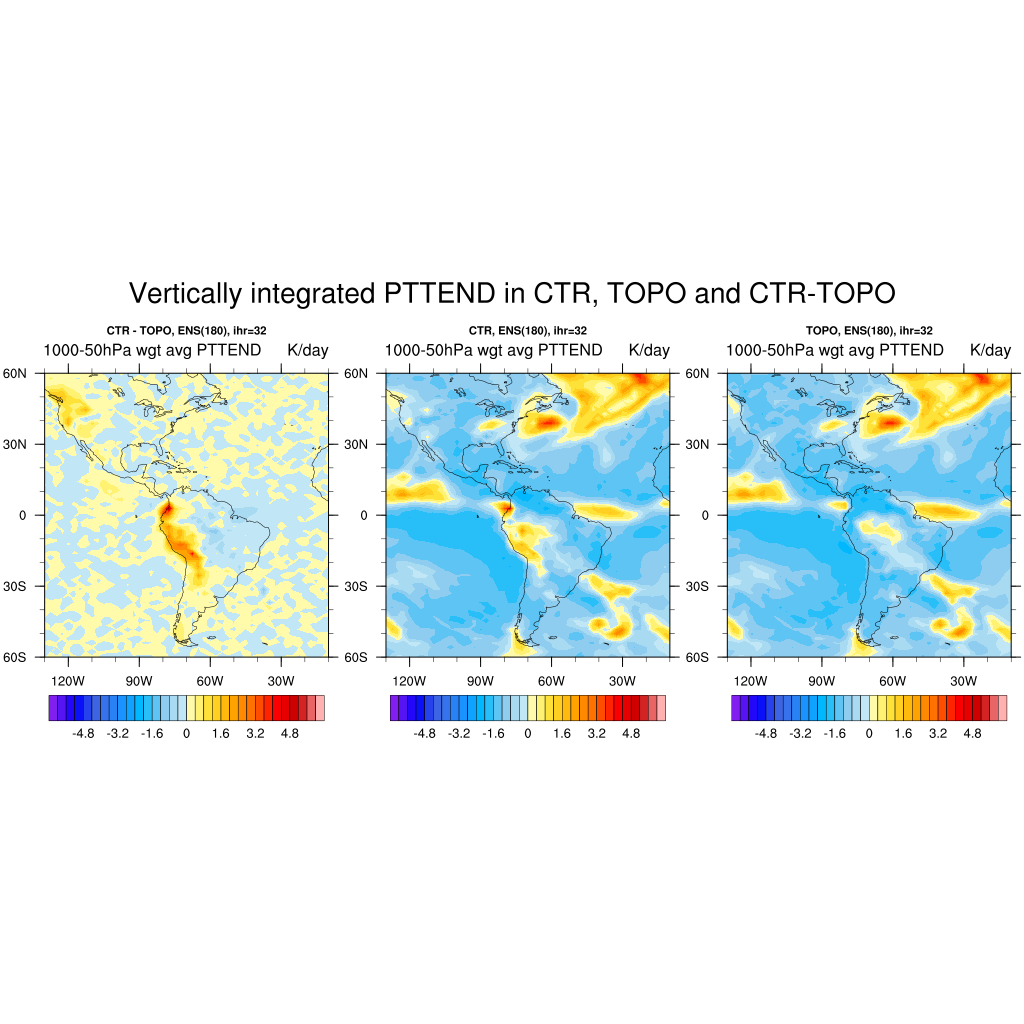 Vertically integrated PTTEND in CTR, TOPO and CTR-TOPO
CTR - TOPO, ENS(180), ihr=32
1000-50hPa wgt avg PTTEND K/day
60N
30N
0
30S
60S
120W 90W 60W 30W
-4.8 -3.2 -1.6 0 1.6 3.2 4.8
CTR, ENS(180), ihr=32
1000-50hPa wgt avg PTTEND K/day
60N
30N
0
30S
60S
120W 90W 60W 30W
-4.8 -3.2 -1.6 0 1.6 3.2 4.8
TOPO, ENS(180), ihr=32
1000-50hPa wgt avg PTTEND K/day
60N
30N
0
30S
60S
120W 90W 60W 30W
-4.8 -3.2 -1.6 0 1.6 3.2 4.8